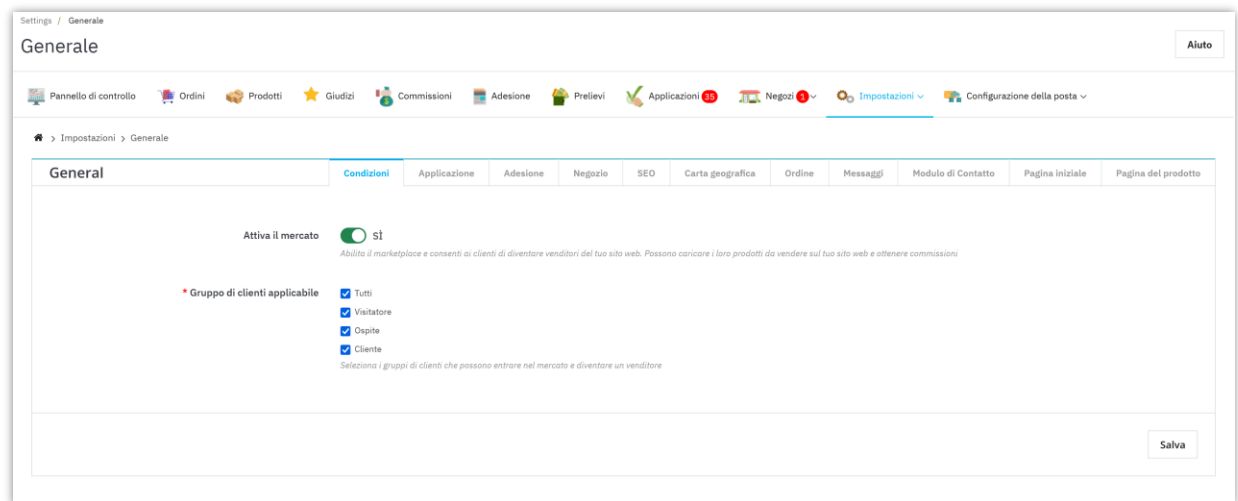 Settings / Generale
Generale
Aiuto
Pannello di controllo Ordini Prodotti Giudizi Commissioni Adesione Prelievi Applicazioni 35 Negozi 1 Impostazioni Configurazione della posta
> Impostazioni > Generale
General Condizioni Applicazione Adesione Negozio SEO Carta geografica Ordine Messaggi Modulo di Contatto Pagina iniziale Pagina del prodotto
Attiva il mercato SÌ
Abilita il marketplace e consenti ai clienti di diventare venditori del tuo sito web. Possono caricare i loro prodotti da vendere sul tuo sito web e ottenere commissioni
* Gruppo di clienti applicabile Tutti
Visitatore
Ospite
Cliente
Seleziona i gruppi di clienti che possono entrare nel mercato e diventare un venditore
Salva